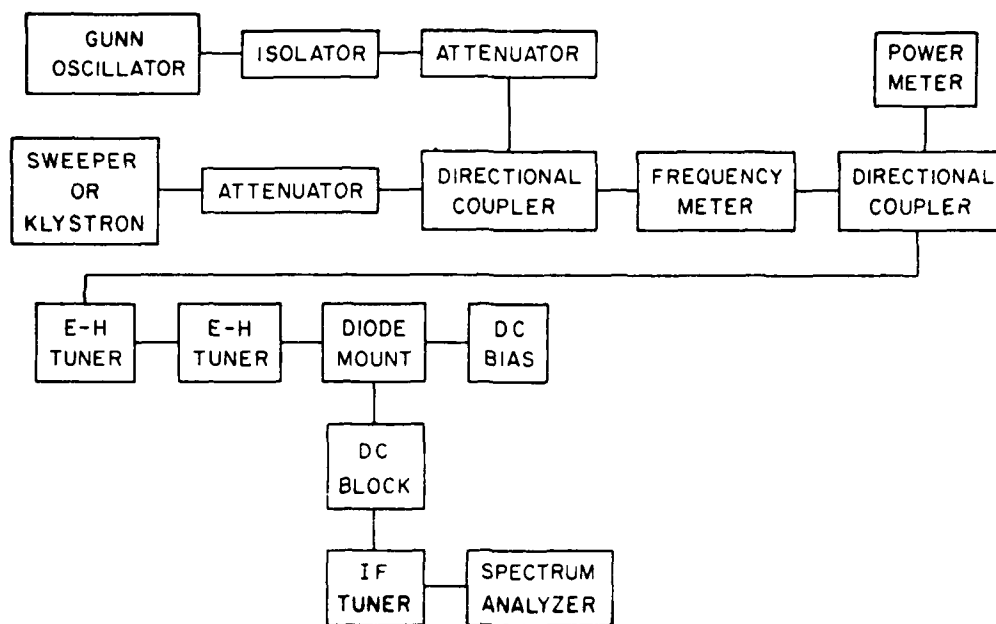 GUNN
OSCILLATOR
ISOLATOR
ATTENUATOR
POWER
METER
SWEEPER
OR
KLYSTRON
ATTENUATOR
DIRECTIONAL
COUPLER
FREQUENCY
METER
DIRECTIONAL
COUPLER
E-H
TUNER
E-H
TUNER
DIODE
MOUNT
DC
BIAS
DC
BLOCK
IF
TUNER
SPECTRUM
ANALYZER